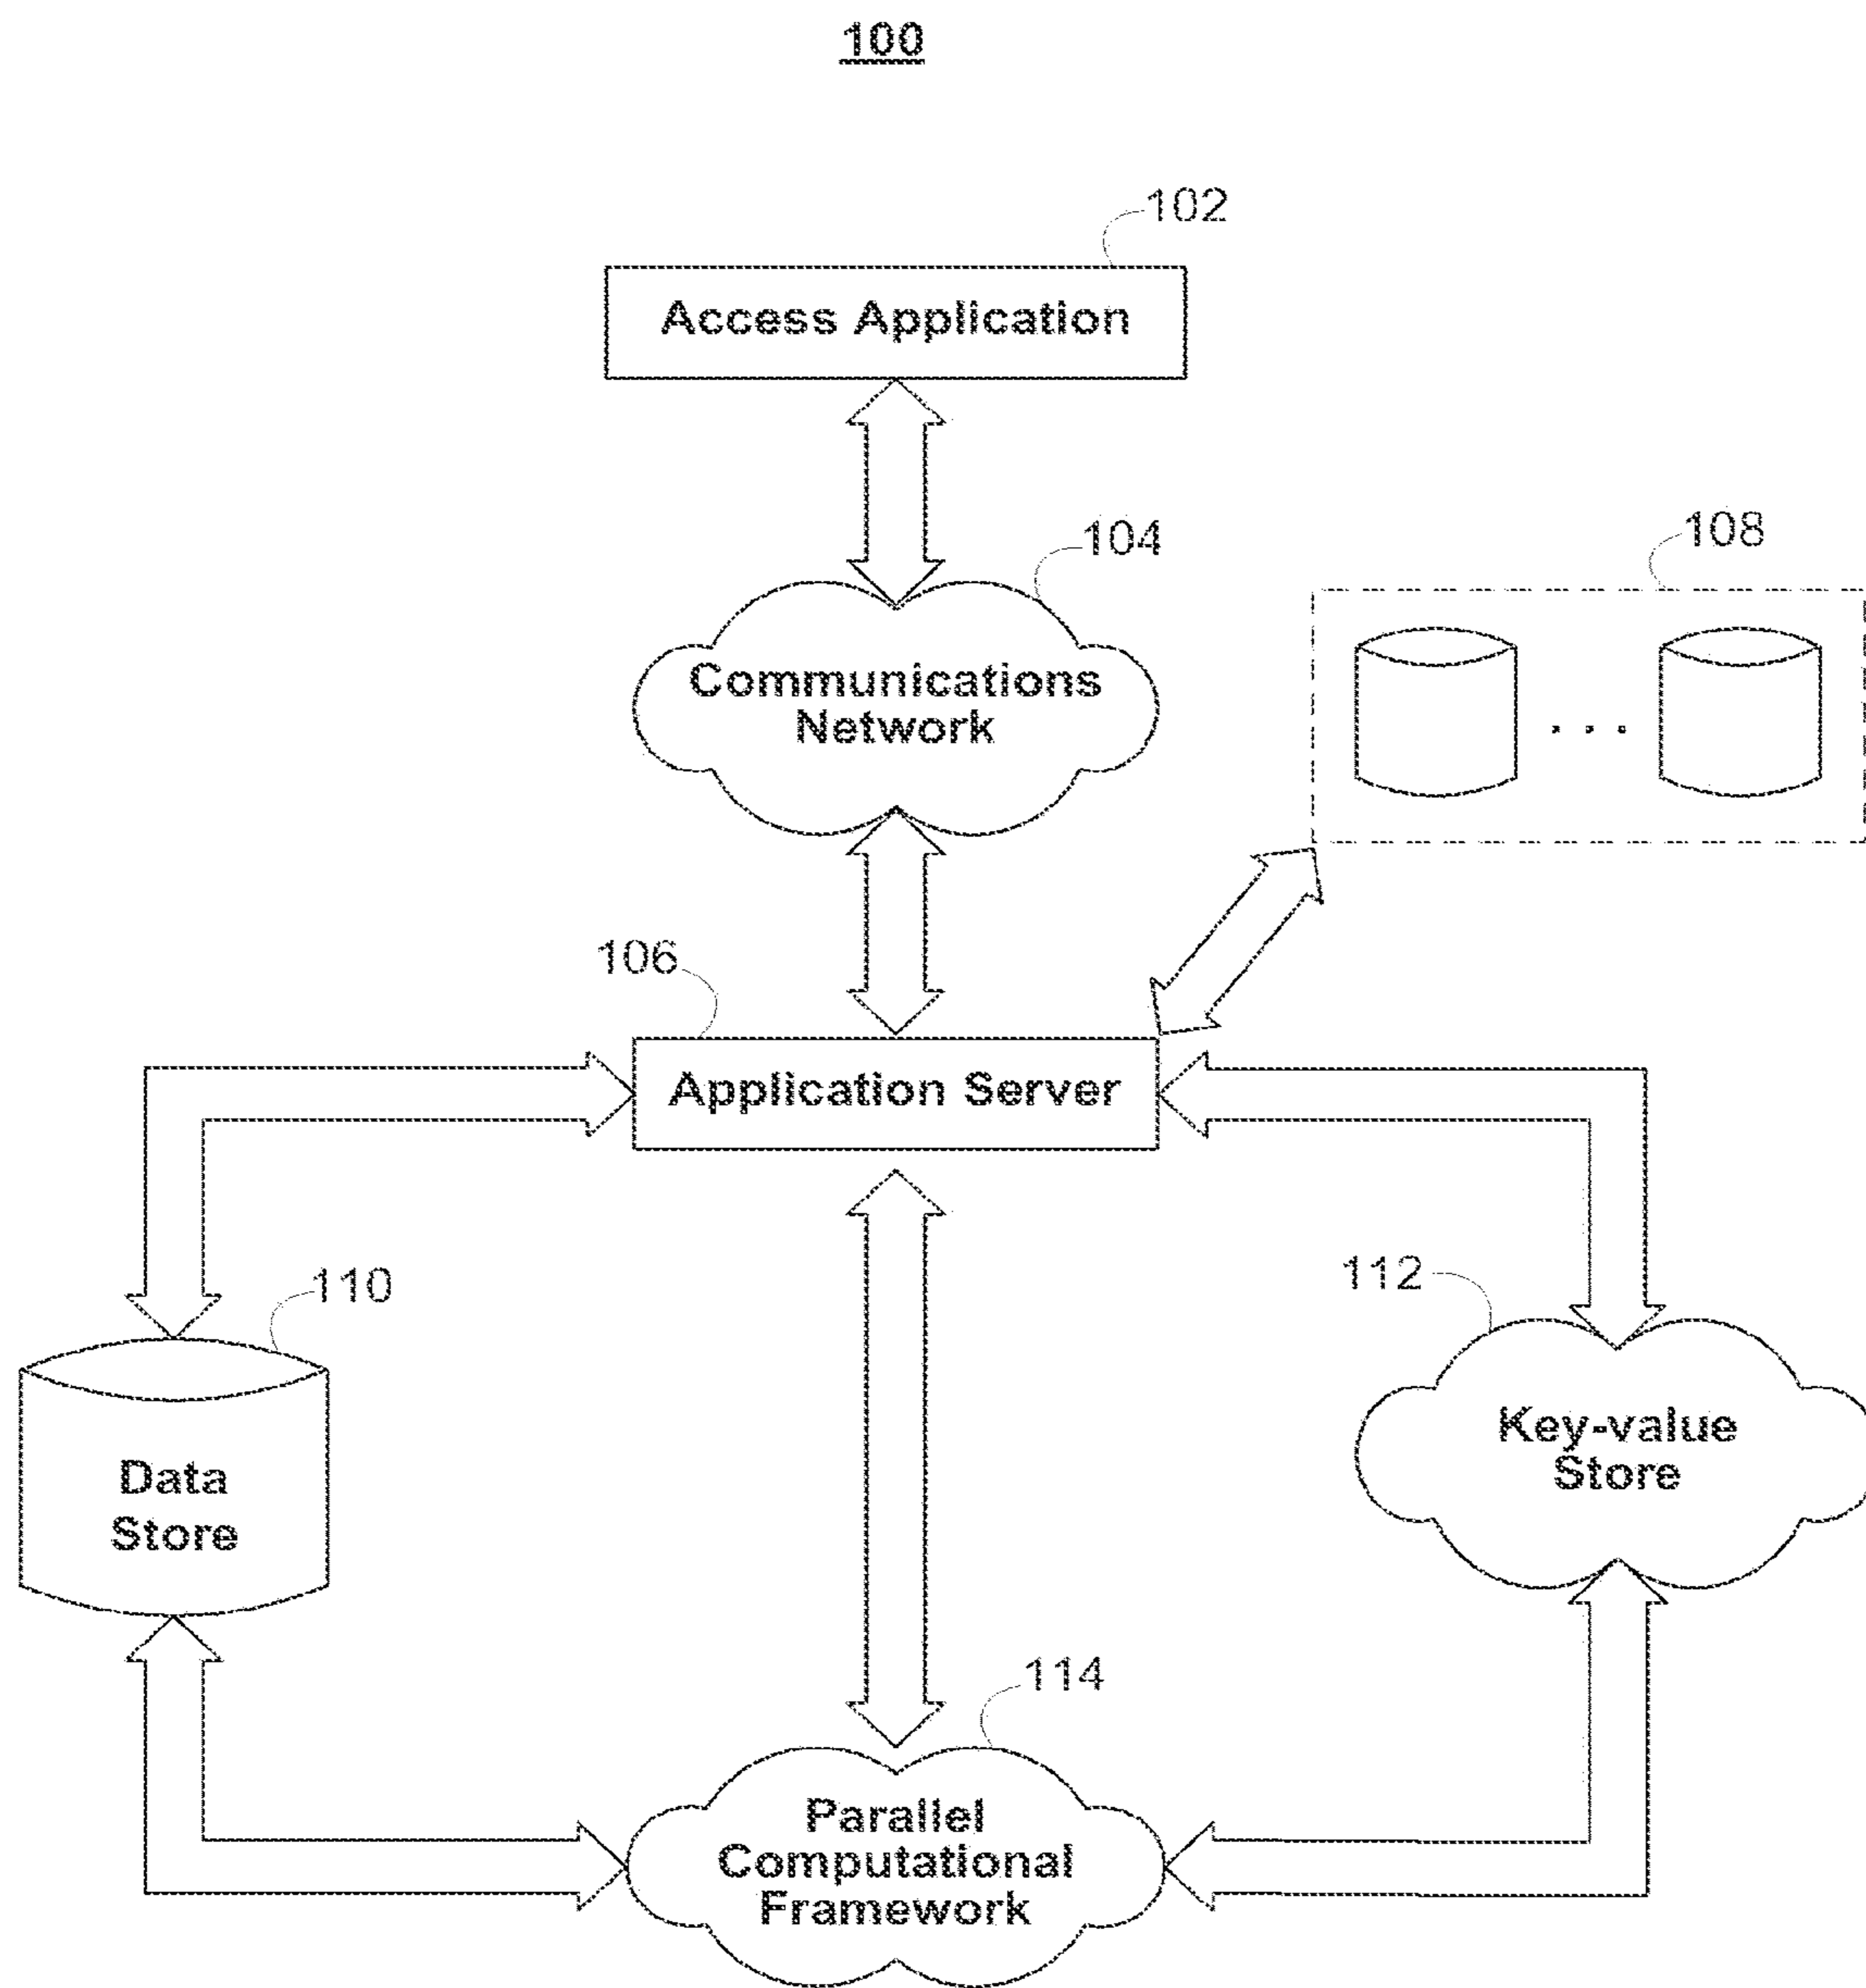 100
102
Access Application
104
108
Communications
Network
. . .
106
Application Server
110
112
Data
Store
Key-value
Store
114
Parallel
Computational
Framework